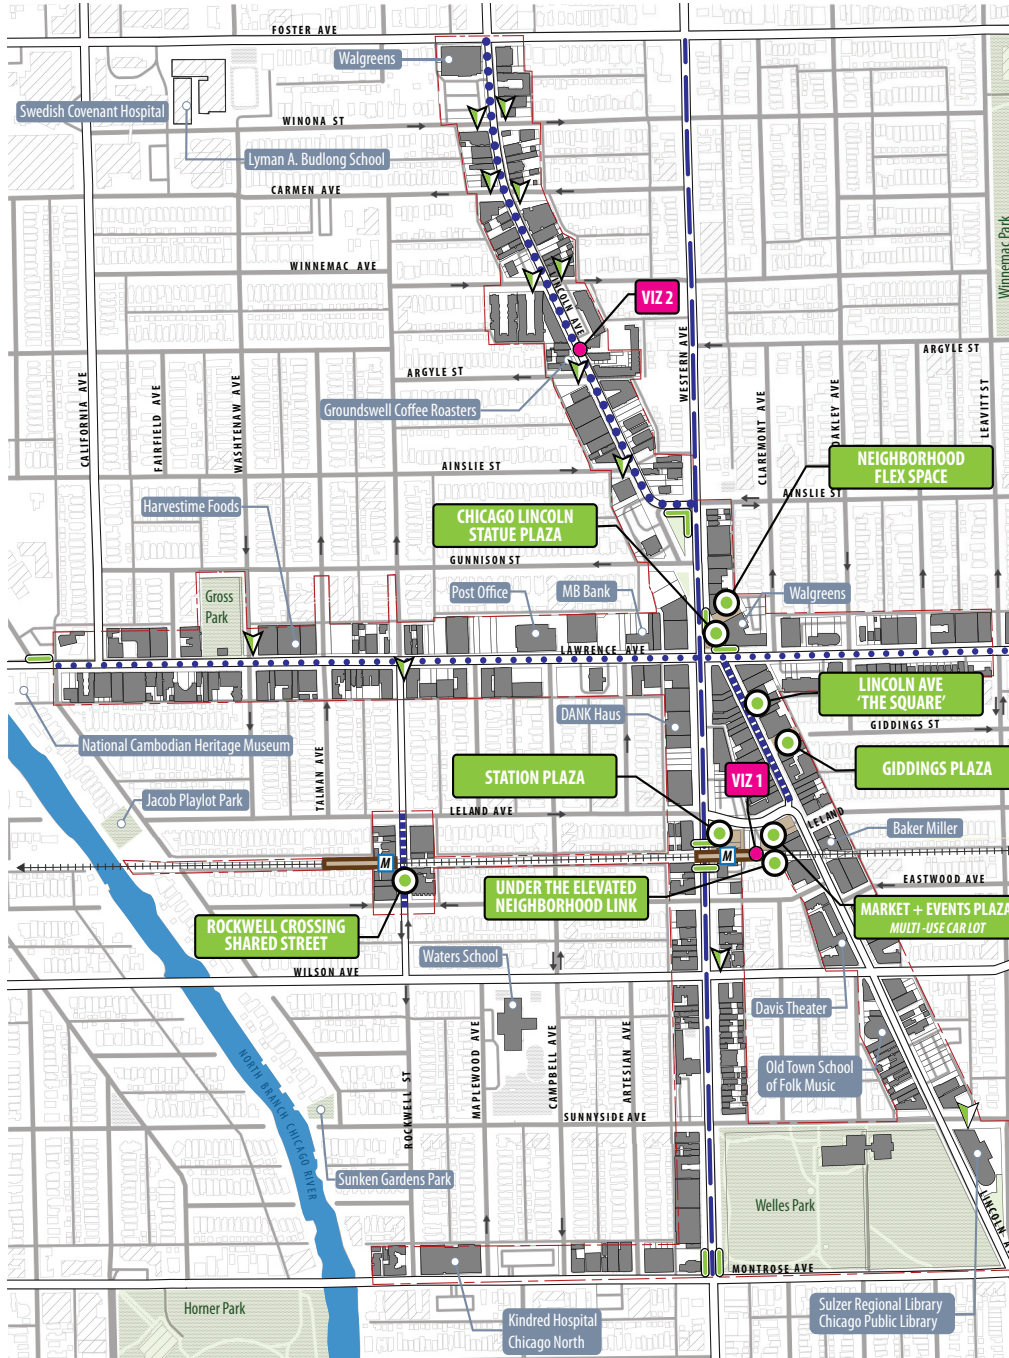 FOSTER AVE
Walgreens
Swedish Covenant Hospital
WINONA ST
Lyman A. Budlong School
CARMEN AVE
Winnemac Park
WINNEMAC AVE
LINCOLN AVE
VIZ 2
WESTERN AVE
ARGYLE ST
ARGYLE ST
CALIFORNIA AVE
FAIRFIELD AVE
WASHTENAW AVE
CLAREMONT AVE
OAKLEY AVE
LEAVITT ST
Groundswell Coffee Roasters
NEIGHBORHOOD
FLEX SPACE
AINSLIE ST
AINSLIE ST
Harvestime Foods
CHICAGO LINCOLN
STATUE PLAZA
GUNNISON ST
Gross
Park
Post Office
MB Bank
Walgreens
LAWRENCE AVE
LINCOLN AVE
'THE SQUARE'
DANK Haus
GIDDINGS ST
National Cambodian Heritage Museum
TALMAN AVE
STATION PLAZA
VIZ 1
GIDDINGS PLAZA
Jacob Playlot Park
LELAND AVE
LELAND
Baker Miller
M
M
EASTWOOD AVE
UNDER THE ELEVATED
NEIGHBORHOOD LINK
MARKET + EVENTS PLAZA
MULTI-USE CAR LOT
ROCKWELL CROSSING
SHARED STREET
Waters School
WILSON AVE
Davis Theater
NORTH BRANCH CHICAGO RIVER
ROCKWELL ST
MAPLEWOOD AVE
CAMPBELL AVE
ARTESIAN AVE
Old Town School
of Folk Music
SUNNYSIDE AVE
Sunken Gardens Park
Welles Park
LINCOLN A
MONTROSE AVE
Horner Park
Kindred Hospital
Chicago North
Sulzer Regional Library
Chicago Public Library